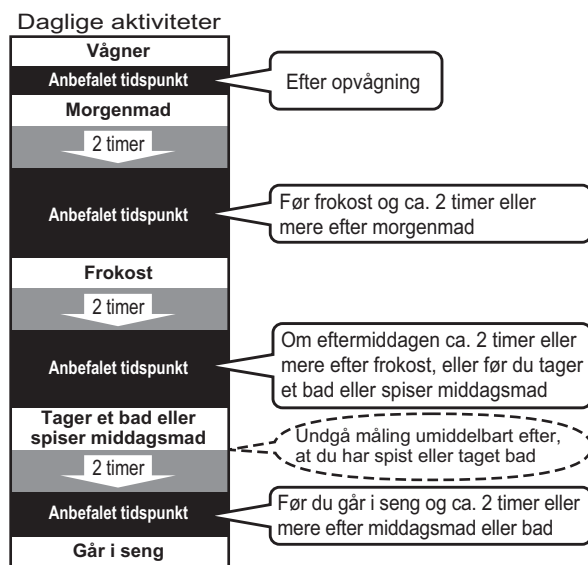 Daglige aktiviteter
Vågner
Anbefalet tidspunkt
Efter opvågning
Morgenmad
2 timer
Anbefalet tidspunkt
Før frokost og ca. 2 timer eller
mere efter morgenmad
Frokost
2 timer
Anbefalet tidspunkt
Om eftermiddagen ca. 2 timer eller
mere efter frokost, eller før du tager
et bad eller spiser middagsmad
Tager et bad eller
spiser middagsmad
Undgå måling umiddelbart efter,
at du har spist eller taget bad
2 timer
Anbefalet tidspunkt
Før du går i seng og ca. 2 timer eller
mere efter middagsmad eller bad
Går i seng